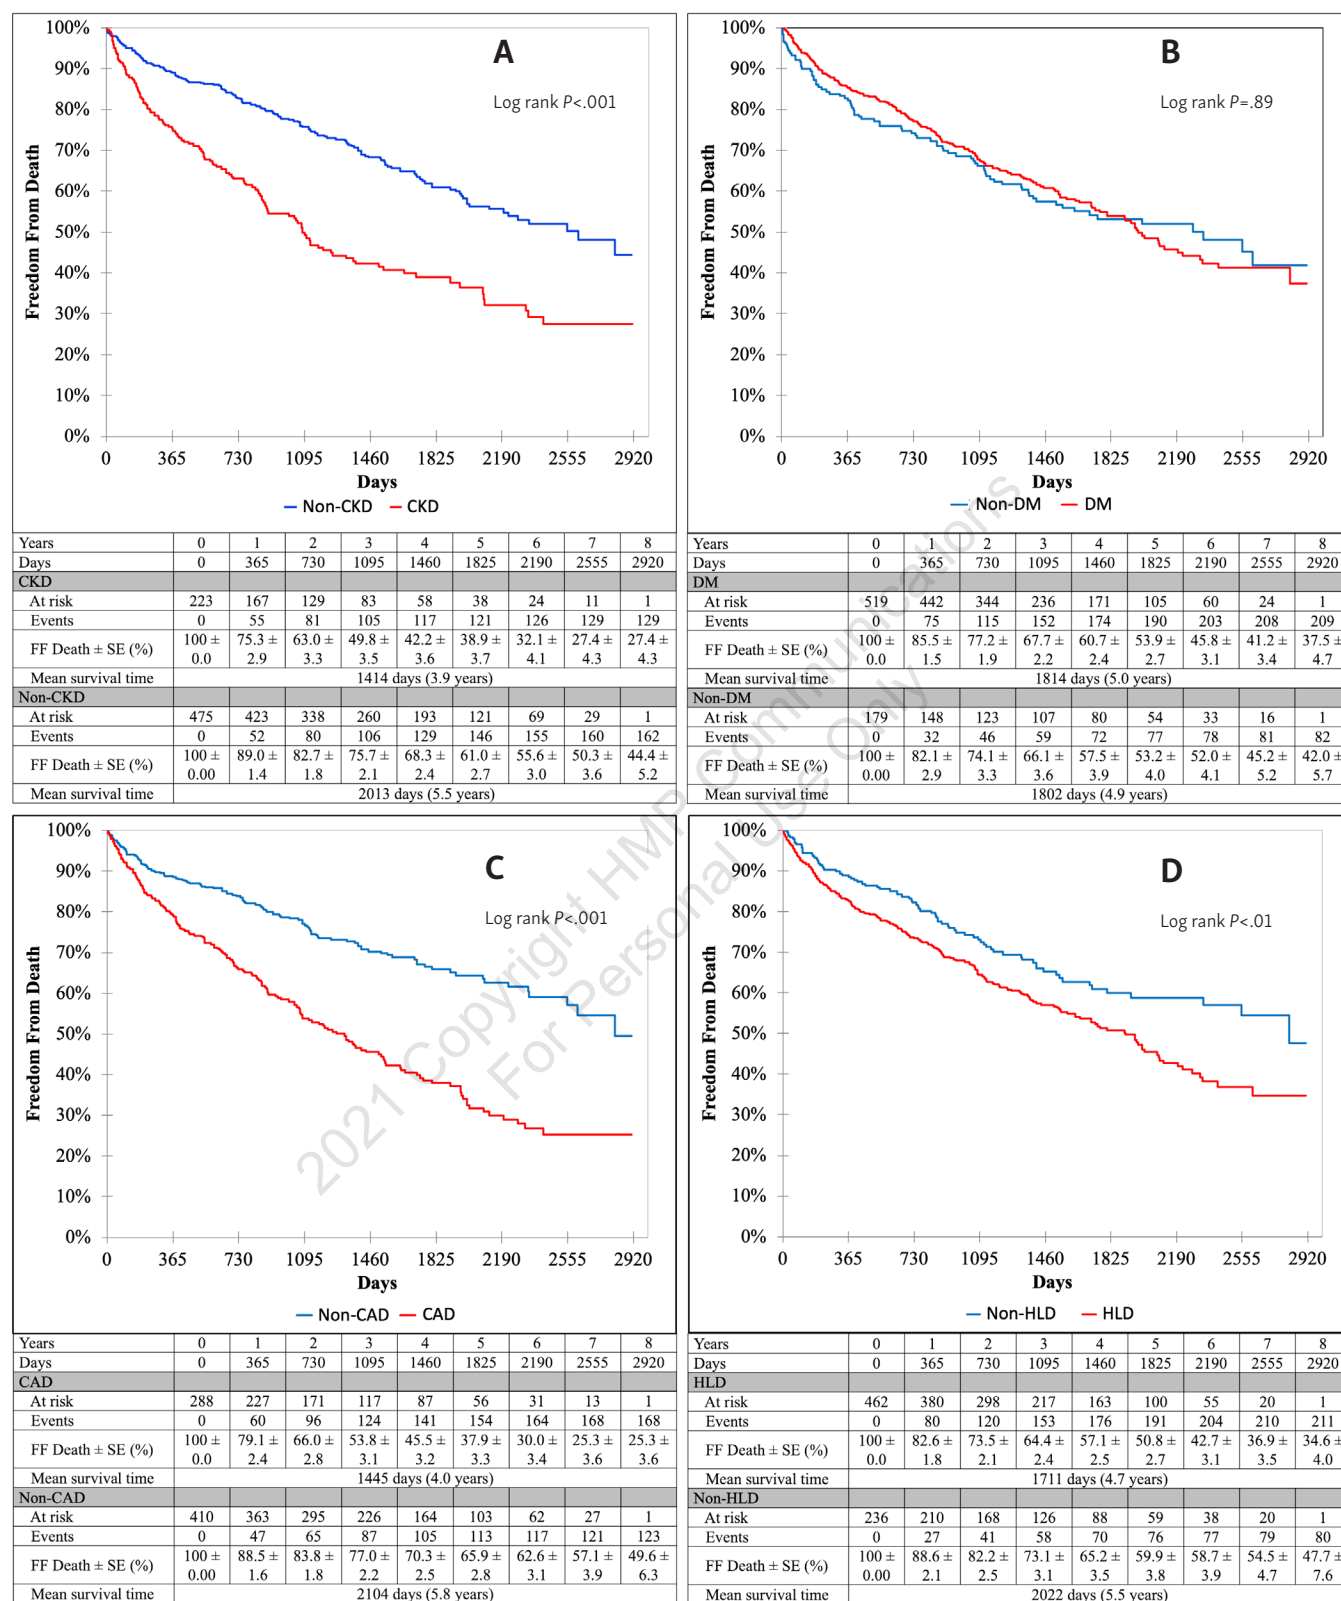 A
Log rank P<.001
Freedom From Death
100%
90%
80%
70%
60%
50%
40%
30%
20%
10%
0%
0 365 730 1095 1460 1825 2190 2555 2920
Days
Non-CKD CKD
Years 0 1 2 3 4 5 6 7 8
Days 0 365 730 1095 1460 1825 2190 2555 2920
CKD
At risk 223 167 129 83 58 38 24 11 1
Events 0 55 81 105 117 121 126 129 129
FF Death ± SE (%) 100 ± 75.3 ± 63.0 ± 49.8 ± 42.2 ± 38.9 ± 32.1 ± 27.4 ± 27.4 ±
0.0 2.9 3.3 3.5 3.6 3.7 4.1 4.3 4.3
Mean survival time 1414 days (3.9 years)
Non-CKD
At risk 475 423 338 260 193 121 69 29 1
Events 0 52 80 106 129 146 155 160 162
FF Death ± SE (%) 100 ± 89.0 ± 82.7 ± 75.7 ± 68.3 ± 61.0 ± 55.6 ± 50.3 ± 44.4 ±
0.00 1.4 1.8 2.1 2.4 2.7 3.0 3.6 5.2
Mean survival time 2013 days (5.5 years)
B
Log rank P=.89
Freedom From Death
100%
90%
80%
70%
60%
50%
40%
30%
20%
10%
0%
0 365 730 1095 1460 1825 2190 2555 2920
Days
Non-DM DM
Years 0 1 2 3 4 5 6 7 8
Days 0 365 730 1095 1460 1825 2190 2555 2920
DM
At risk 519 442 344 236 171 105 60 24 1
Events 0 75 115 152 174 190 203 208 209
FF Death ± SE (%) 100 ± 85.5 ± 77.2 ± 67.7 ± 60.7 ± 53.9 ± 45.8 ± 41.2 ± 37.5 ±
0.0 1.5 1.9 2.2 2.4 2.7 3.1 3.4 4.7
Mean survival time 1814 days (5.0 years)
Non-DM
At risk 179 148 123 107 80 54 33 16 1
Events 0 32 46 59 72 77 78 81 82
FF Death ± SE (%) 100 ± 82.1 ± 74.1 ± 66.1 ± 57.5 ± 53.2 ± 52.0 ± 45.2 ± 42.0 ±
0.00 2.9 3.3 3.6 3.9 4.0 4.1 5.2 5.7
Mean survival time 1802 days (4.9 years)
C
Log rank P<.001
Freedom From Death
100%
90%
80%
70%
60%
50%
40%
30%
20%
10%
0%
0 365 730 1095 1460 1825 2190 2555 2920
Days
Non-CAD CAD
Years 0 1 2 3 4 5 6 7 8
Days 0 365 730 1095 1460 1825 2190 2555 2920
CAD
At risk 288 227 171 117 87 56 31 13 1
Events 0 60 96 124 141 154 164 168 168
FF Death ± SE (%) 100 ± 79.1 ± 66.0 ± 53.8 ± 45.5 ± 37.9 ± 30.0 ± 25.3 ± 25.3 ±
0.0 2.4 2.8 3.1 3.2 3.3 3.4 3.6 3.6
Mean survival time 1445 days (4.0 years)
Non-CAD
At risk 410 363 295 226 164 103 62 27 1
Events 0 47 65 87 105 113 117 121 123
FF Death ± SE (%) 100 ± 88.5 ± 83.8 ± 77.0 ± 70.3 ± 65.9 ± 62.6 ± 57.1 ± 49.6 ±
0.00 1.6 1.8 2.2 2.5 2.8 3.1 3.9 6.3
Mean survival time 2104 days (5.8 years)
D
Log rank P<.01
Freedom From Death
100%
90%
80%
70%
60%
50%
40%
30%
20%
10%
0%
0 365 730 1095 1460 1825 2190 2555 2920
Days
Non-HLD HLD
Years 0 1 2 3 4 5 6 7 8
Days 0 365 730 1095 1460 1825 2190 2555 2920
HLD
At risk 462 380 298 217 163 100 55 20 1
Events 0 80 120 153 176 191 204 210 211
FF Death ± SE (%) 100 ± 82.6 ± 73.5 ± 64.4 ± 57.1 ± 50.8 ± 42.7 ± 36.9 ± 34.6 ±
0.0 1.8 2.1 2.4 2.5 2.7 3.1 3.5 4.0
Mean survival time 1711 days (4.7 years)
Non-HLD
At risk 236 210 168 126 88 59 38 20 1
Events 0 27 41 58 70 76 77 79 80
FF Death ± SE (%) 100 ± 88.6 ± 82.2 ± 73.1 ± 65.2 ± 59.9 ± 58.7 ± 54.5 ± 47.7 ±
0.00 2.1 2.5 3.1 3.5 3.8 3.9 4.7 7.6
Mean survival time 2022 days (5.5 years)
2021 Copyright HMP Communications
For Personal Use Only